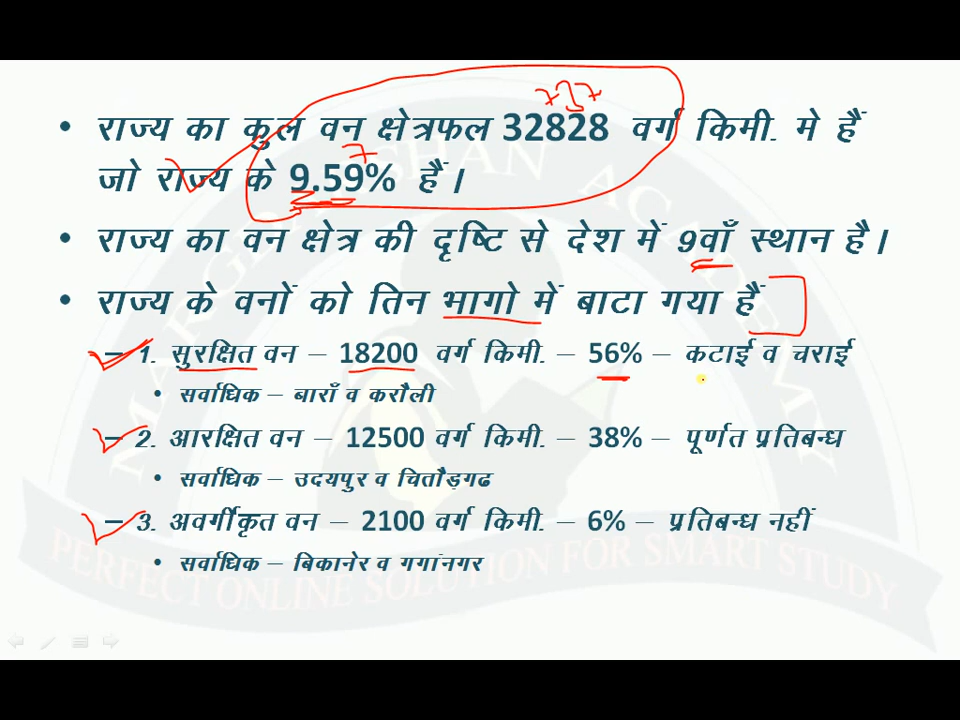 • राज्य का कुल वन क्षेत्रफल 32828 वर्ग किमी. मे हैं
जो राज्य के 9.59% हैं ।
• राज्य का वन क्षेत्र की दृष्टि से देश में 9वाँ स्थान है ।
• राज्य के वनों को तिन भागो में बाटा गया हैं
– 1. सुरक्षित वन – 18200 वर्ग किमी. – 56% – कटाई व चराई
• सर्वाधिक – बाराँ व करौली
– 2. आरक्षित वन – 12500 वर्ग किमी. – 38% – पूर्णत प्रतिबन्ध
• सर्वाधिक – उदयपुर व चितौड़गढ
– 3. अवर्गीकृत वन – 2100 वर्ग किमी. – 6% – प्रतिबन्ध नहीं
• सर्वाधिक – बिकानेर व गगांनगर
PERFECT ONLINE SOLUTION FOR SMART STUDY